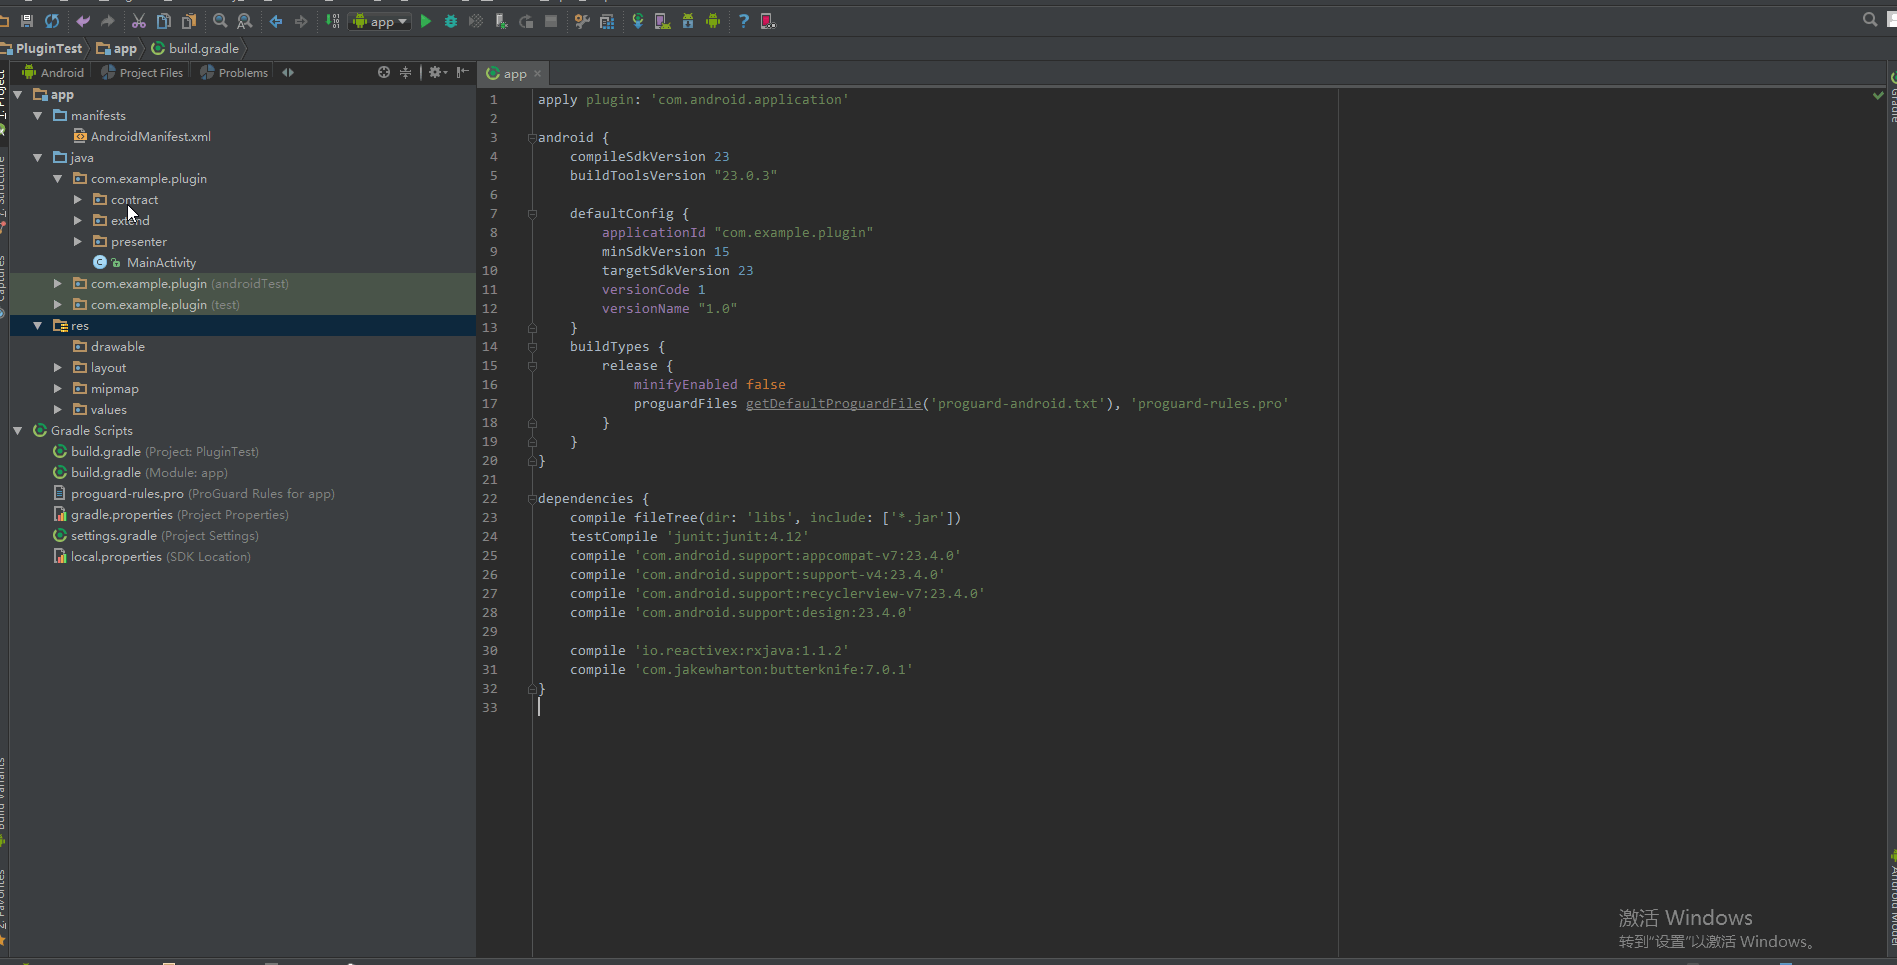 app
PluginTest app build.gradle
Android Project Files Problems
app
app
manifests
AndroidManifest.xml
java
com.example.plugin
contract
extend
presenter
MainActivity
com.example.plugin (androidTest)
com.example.plugin (test)
res
drawable
layout
mipmap
values
Gradle Scripts
build.gradle (Project: PluginTest)
build.gradle (Module: app)
proguard-rules.pro (ProGuard Rules for app)
gradle.properties (Project Properties)
settings.gradle (Project Settings)
local.properties (SDK Location)
1 apply plugin: 'com.android.application'
2
3 android {
4 compileSdkVersion 23
5 buildToolsVersion "23.0.3"
6
7 defaultConfig {
8 applicationId "com.example.plugin"
9 minSdkVersion 15
10 targetSdkVersion 23
11 versionCode 1
12 versionName "1.0"
13 }
14 buildTypes {
15 release {
16 minifyEnabled false
17 proguardFiles getDefaultProguardFile('proguard-android.txt'), 'proguard-rules.pro'
18 }
19 }
20 }
21
22 dependencies {
23 compile fileTree(dir: 'libs', include: ['*.jar'])
24 testCompile 'junit:junit:4.12'
25 compile 'com.android.support:appcompat-v7:23.4.0'
26 compile 'com.android.support:support-v4:23.4.0'
27 compile 'com.android.support:recyclerview-v7:23.4.0'
28 compile 'com.android.support:design:23.4.0'
29
30 compile 'io.reactivex:rxjava:1.1.2'
31 compile 'com.jakewharton:butterknife:7.0.1'
32 }
33
激活 Windows
转到“设置”以激活 Windows。